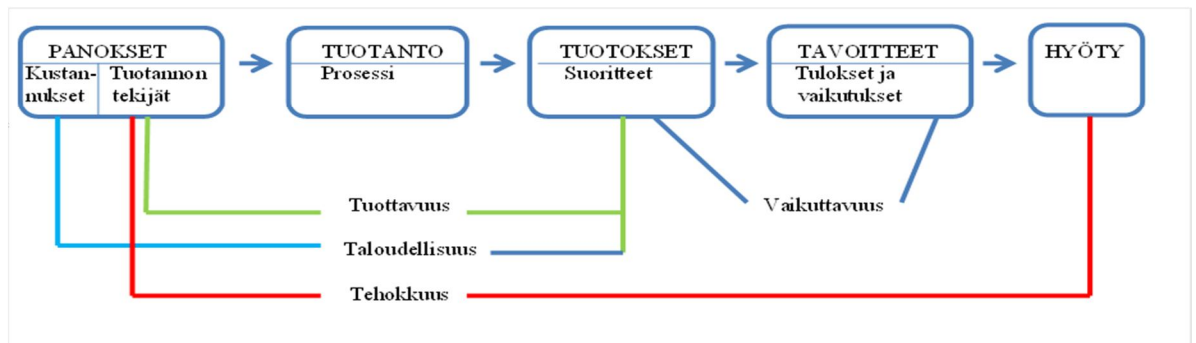 PANOKSET
Kustan-
nukset
Tuotannon
tekijät
TUOTANTO
Prosessi
TUOTOKSET
Suoritteet
TAVOITTEET
Tulokset ja
vaikutukset
HYÖTY
Tuottavuus
Vaikuttavuus
Taloudellisuus
Tehokkuus